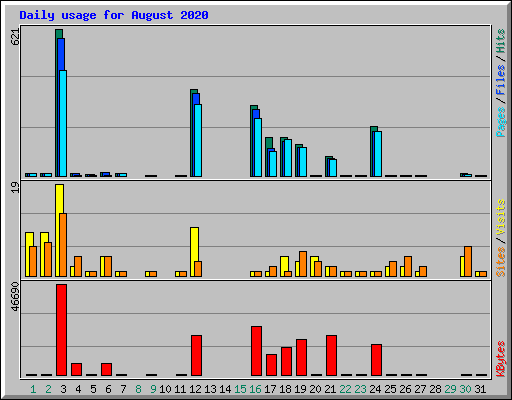 Daily usage for August 2020
621
Pages / Files / Hits
19
Sites / Visits
46690
KBytes
1 2 3 4 5 6 7 8 9 10 11 12 13 14 15 16 17 18 19 20 21 22 23 24 25 26 27 28 29 30 31